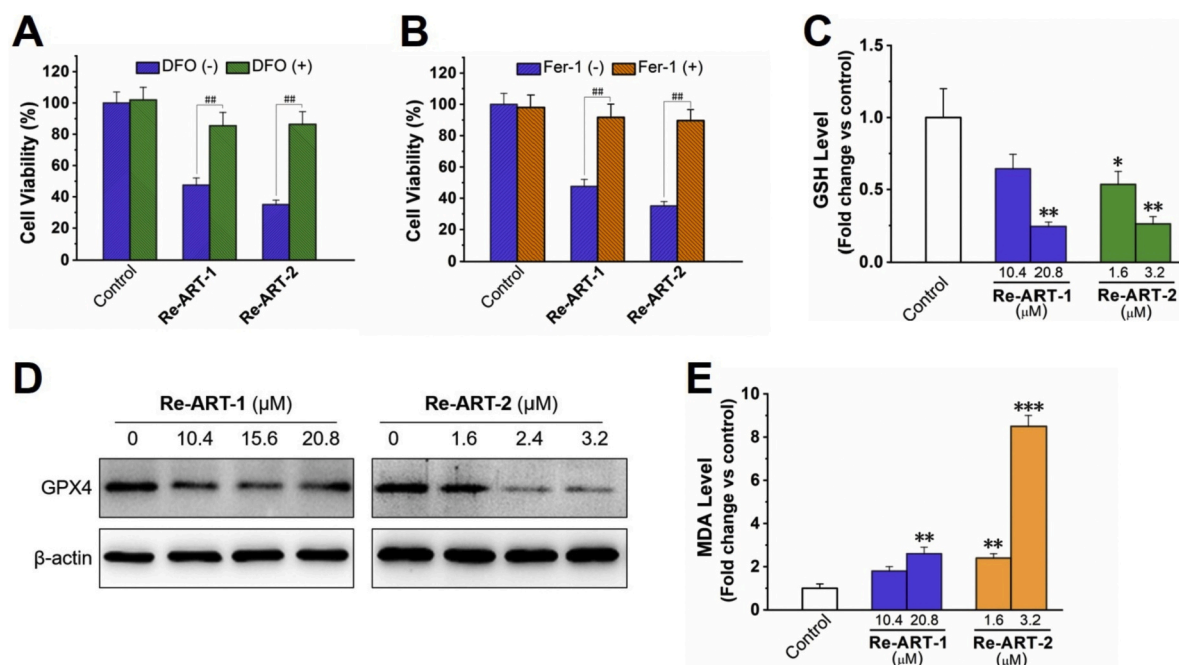 A
DFO (-) DFO (+)
Cell Viability (%)
120
100
80
60
40
20
0
## ##
Control
Re-ART-1
Re-ART-2
B
Fer-1 (-) Fer-1 (+)
Cell Viability (%)
120
100
80
60
40
20
0
## ##
Control
Re-ART-1
Re-ART-2
C
GSH Level
(Fold change vs control)
1.5
1.0
0.5
0.0
** * **
10.4 20.8 1.6 3.2
Control
Re-ART-1 Re-ART-2
(μM) (μM)
D
Re-ART-1 (μM) Re-ART-2 (μM)
0 10.4 15.6 20.8 0 1.6 2.4 3.2
GPX4
β-actin
E
MDA Level
(Fold change vs control)
10
8
6
4
2
0
** ** ***
10.4 20.8 1.6 3.2
Control
Re-ART-1 Re-ART-2
(μM) (μM)